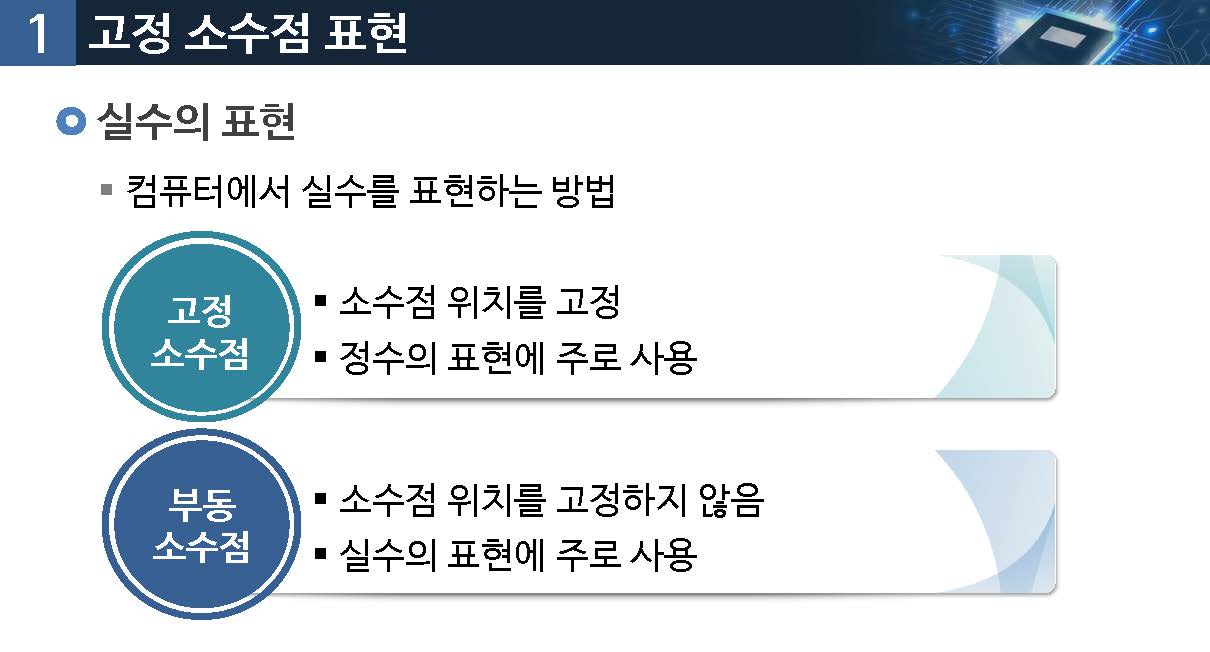 1 고정 소수점 표현
실수의 표현
▪ 컴퓨터에서 실수를 표현하는 방법
고정
소수점
▪ 소수점 위치를 고정
▪ 정수의 표현에 주로 사용
부동
소수점
▪ 소수점 위치를 고정하지 않음
▪ 실수의 표현에 주로 사용